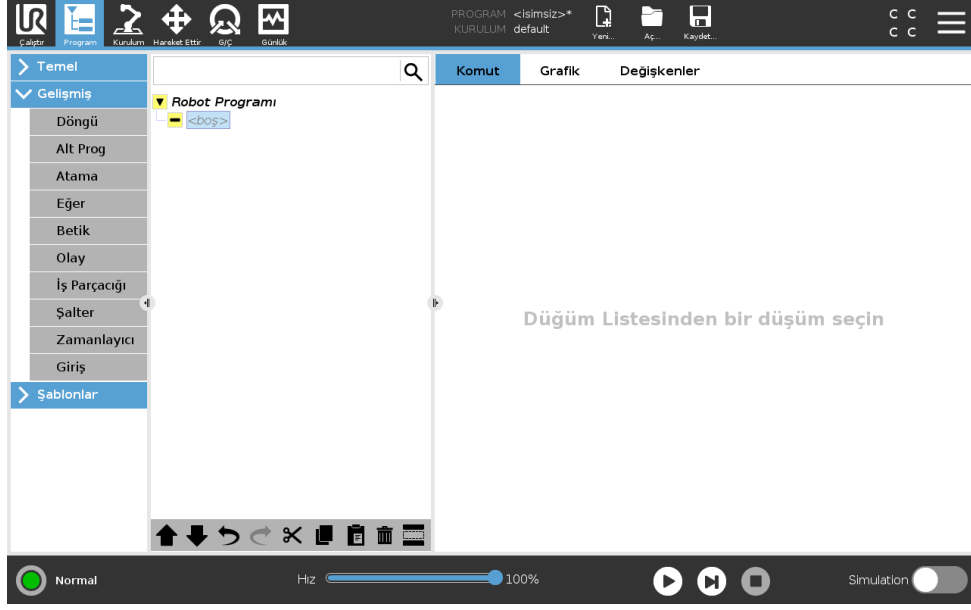 UR
Çalıştır Program Kurulum Hareket Ettir G/Ç Günlük
PROGRAM <isimsiz>*
KURULUM default
Yeni... Aç... Kaydet...
C C
C C
Temel
Gelişmiş
Döngü
Alt Prog
Atama
Eğer
Betik
Olay
İş Parçacığı
Şalter
Zamanlayıcı
Giriş
Şablonlar
Robot Programı
<boş>
Komut Grafik Değişkenler
Düğüm Listesinden bir düşüm seçin
Normal
Hız 100%
Simulation